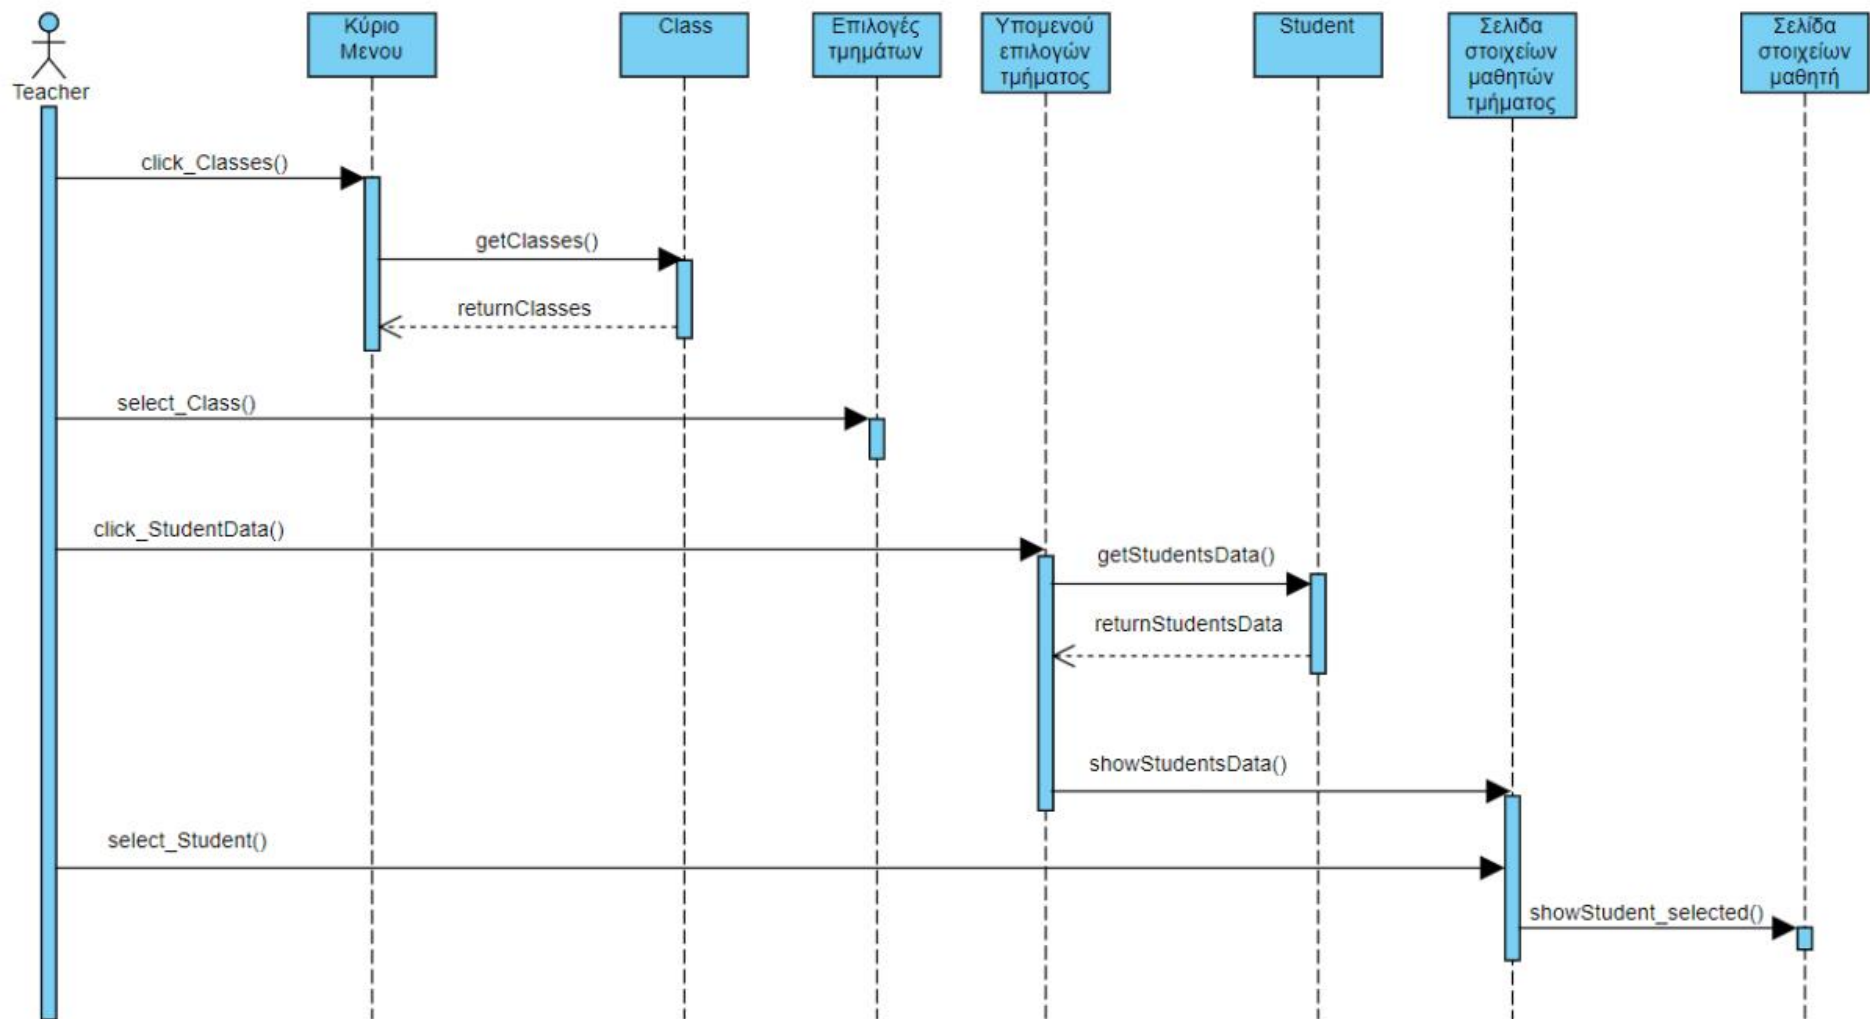 Teacher
Κύριο
Μενου
Class
Επιλογές
τμημάτων
Υπομενού
επιλογών
τμήματος
Student
Σελιδα
στοιχείων
μαθητών
τμήματος
Σελίδα
στοιχείων
μαθητή
click_Classes()
getClasses()
returnClasses
select_Class()
click_StudentData()
getStudentsData()
returnStudentsData
showStudentsData()
select_Student()
showStudent_selected()